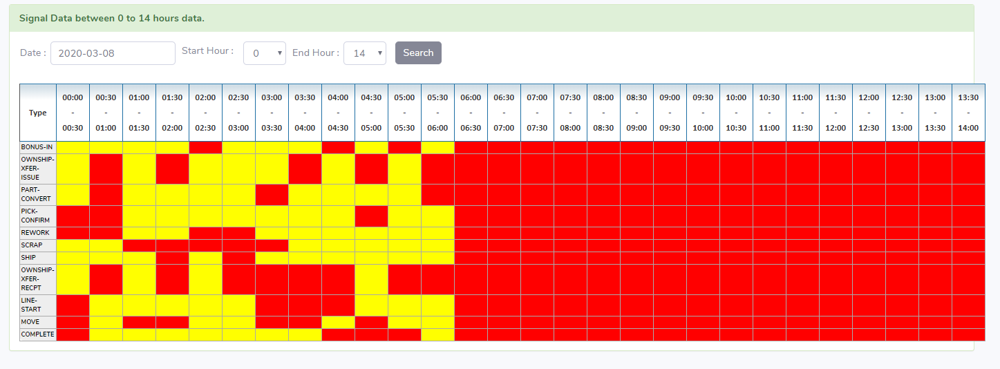 Signal Data between 0 to 14 hours data.
Date : 2020-03-08 Start Hour : 0 End Hour : 14 Search
Type
00:00 - 00:30
00:30 - 01:00
01:00 - 01:30
01:30 - 02:00
02:00 - 02:30
02:30 - 03:00
03:00 - 03:30
03:30 - 04:00
04:00 - 04:30
04:30 - 05:00
05:00 - 05:30
05:30 - 06:00
06:00 - 06:30
06:30 - 07:00
07:00 - 07:30
07:30 - 08:00
08:00 - 08:30
08:30 - 09:00
09:00 - 09:30
09:30 - 10:00
10:00 - 10:30
10:30 - 11:00
11:00 - 11:30
11:30 - 12:00
12:00 - 12:30
12:30 - 13:00
13:00 - 13:30
13:30 - 14:00
BONUS-IN
OWNSHIP-
XFER-
ISSUE
PART-
CONVERT
PICK-
CONFIRM
REWORK
SCRAP
SHIP
OWNSHIP-
XFER-
RECPT
LINE-
START
MOVE
COMPLETE